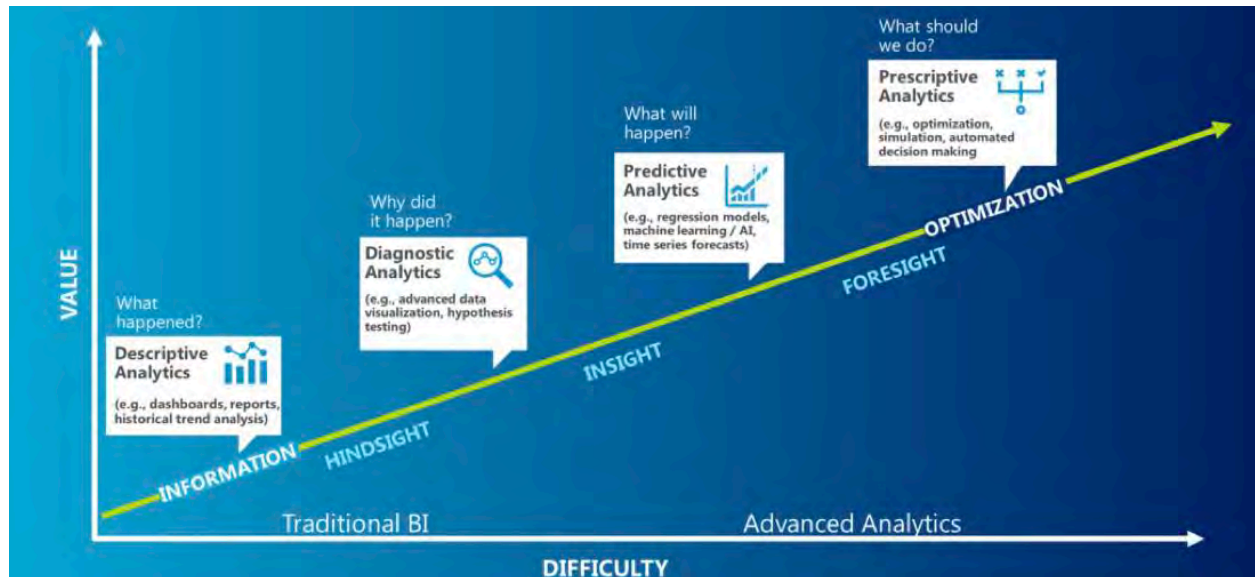 VALUE
What
happened?
Descriptive
Analytics
(e.g., dashboards, reports,
historical trend analysis)
Why did
it happen?
Diagnostic
Analytics
(e.g., advanced data
visualization, hypothesis
testing)
What will
happen?
Predictive
Analytics
(e.g., regression models,
machine learning / AI,
time series forecasts)
What should
we do?
Prescriptive
Analytics
(e.g., optimization,
simulation, automated
decision making
INFORMATION
HINDSIGHT
INSIGHT
FORESIGHT
OPTIMIZATION
Traditional BI
Advanced Analytics
DIFFICULTY